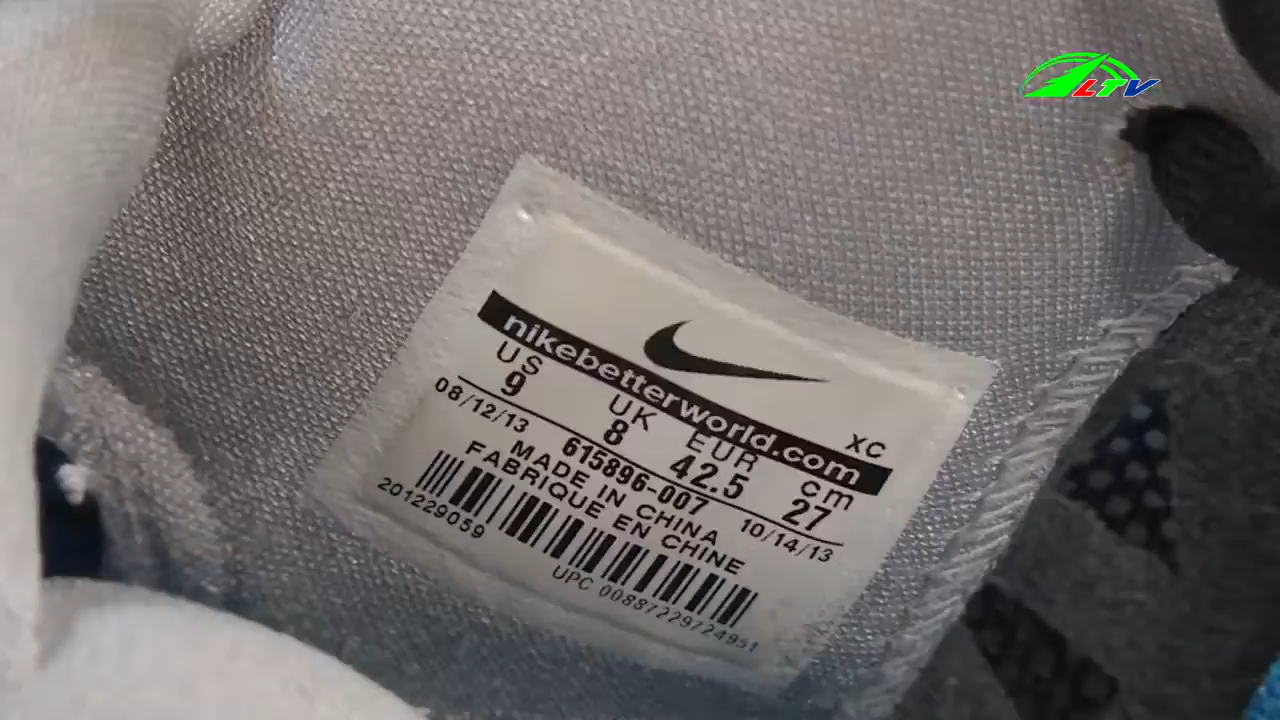 LTV
nikebetterworld.com
XC
US UK EUR cm
9 8 42.5 27
08/12/13 615896-007 10/14/13
MADE IN CHINA
FABRIQUE EN CHINE
201229059
UPC 00887229724951